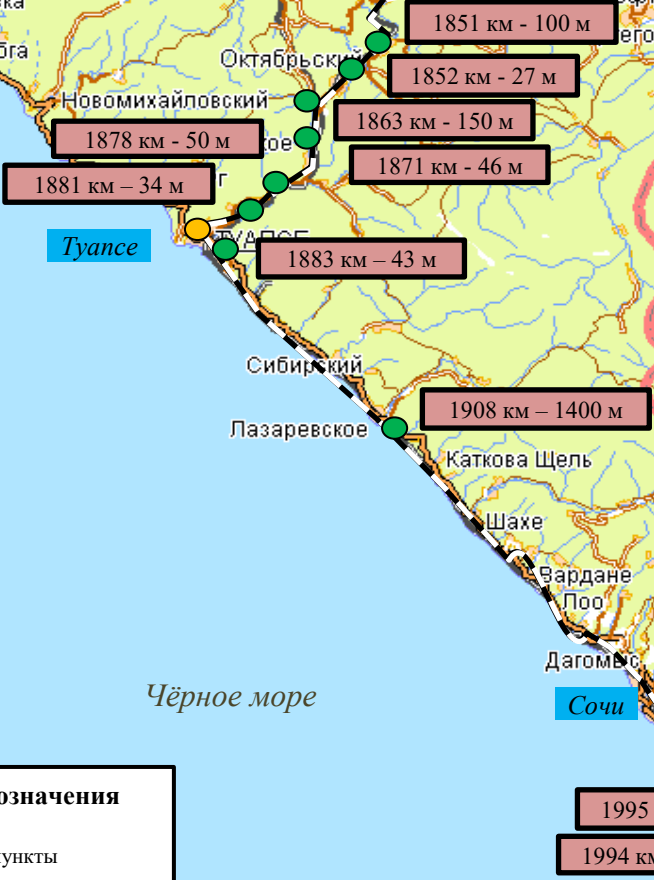 1851 км - 100 м
Октябрьский
1852 км - 27 м
Новомихайловский
1863 км - 150 м
1878 км - 50 м
кое
1871 км - 46 м
1881 км – 34 м
г
ТУАПСЕ
Туапсе
1883 км – 43 м
Сибирский
1908 км – 1400 м
Лазаревское
Каткова Щель
Шахе
Вардане
Лоо
Дагомыс
Чёрное море
Сочи
означения
1995
1994 км
ункты